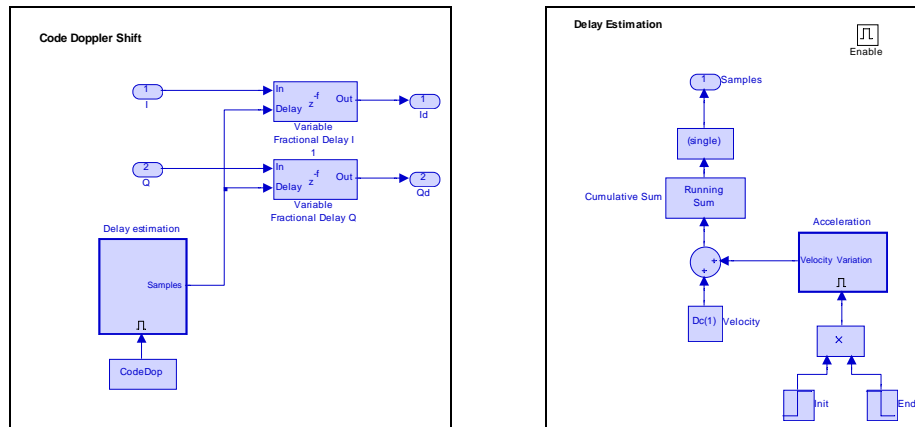 Code Doppler Shift
1
I
In
Delay
z
-f
Out
Variable
Fractional Delay I
1
Id
1
2
Q
In
Delay
z
-f
Out
Variable
Fractional Delay Q
2
Qd
Delay estimation
Samples
CodeDop
Delay Estimation
Enable
1
Samples
(single)
Cumulative Sum
Running
Sum
Acceleration
Velocity Variation
+
+
Dc(1)
Velocity
×
Init
End